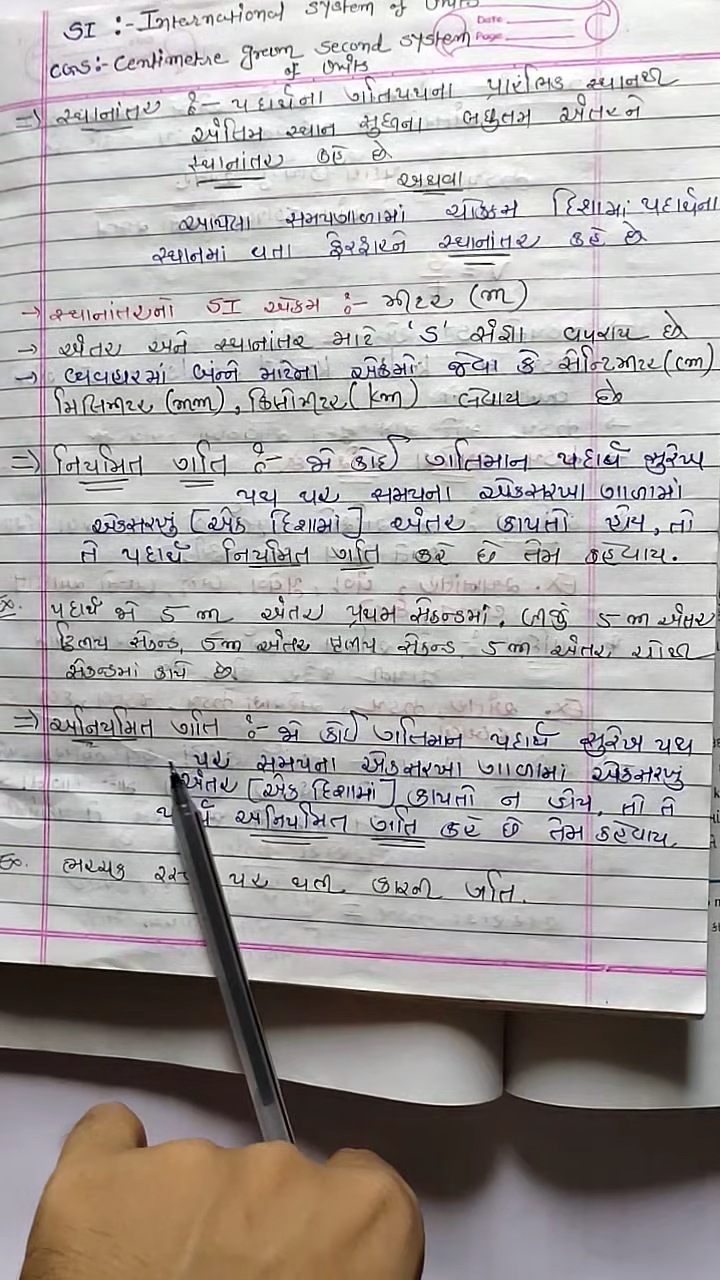 SI :- International system of Units
Date
Page
CGS:- Centimetre gram second system
of Units
=> સ્થાનાંતર :- પદાર્થના ગતિપથના પ્રારંભિક સ્થાનથી
અંતિમ સ્થાન સુધીના લઘુતમ અંતરને
સ્થાનાંતર કહે છે
અથવા
આપેલા સમયગાળામાં ચોક્કસ દિશામાં પદાર્થના
સ્થાનમાં થતા ફેરફારને સ્થાનાંતર કહે છે
→ સ્થાનાંતરનો SI એકમ :- મીટર (m)
→ અંતર અને સ્થાનાંતર માટે 'S' સંજ્ઞા વપરાય છે
→ વ્યવહારમાં બંન્ને માટેના એકમો જેવા કે સેન્ટિમીટર (cm)
મિલિમીટર (mm), કિલોમીટર (km) લેવાય છે
=> નિયમિત ગતિ :- જો કોઈ ગતિમાન પદાર્થ સુરેખ
પથ પર સમયના એકસરખા ગાળામાં
એકસરખું [એક દિશામાં] અંતર કાપતો હોય, તો
તે પદાર્થ નિયમિત ગતિ કરે છે તેમ કહેવાય.
Ex. પદાર્થ જો 5 m અંતર પ્રથમ સેકન્ડમાં, બીજું 5 m અંતર
દ્વિતીય સેકન્ડ, 5 m અંતર તૃતીય સેકન્ડ, 5 m અંતર ચોથી
સેકન્ડમાં કાપે છે
=> અનિયમિત ગતિ :- જો કોઈ ગતિમાન પદાર્થ સુરેખ પથ
પર સમયના એકસરખા ગાળામાં એકસરખું
અંતર [એક દિશામાં] કાપતો ન હોય, તો તે
અનિયમિત ગતિ કરે છે તેમ કહેવાય.
Ex. ભરચક પર થતી કારની ગતિ.